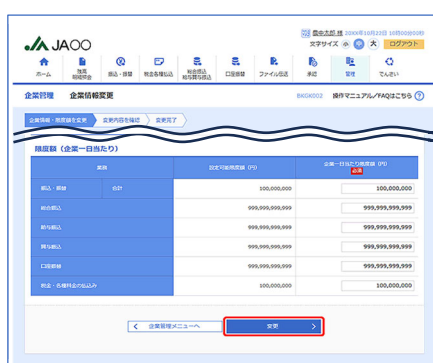 農中太郎 様 20XX年10月22日 10時00分00秒
文字サイズ 小 中 大 ログアウト
JA〇〇
ホーム 残高明細照会 振込・振替 税金各種払込 総合振込給与賞与振込 口座振替 ファイル伝送 承認 管理 でんさい
企業管理 企業情報変更 BKGK002 操作マニュアル/FAQはこちら ?
企業情報・限度額を変更 変更内容を確認 変更完了
限度額（企業一日当たり）
業務 設定可能限度額（円） 企業一日当たり限度額（円） 必須
振込・振替 合計 100,000,000 100,000,000
総合振込 999,999,999,999 999,999,999,999
給与振込 999,999,999,999 999,999,999,999
賞与振込 999,999,999,999 999,999,999,999
口座振替 999,999,999,999 999,999,999,999
税金・各種料金の払込み 100,000,000 100,000,000
企業管理メニューへ 変更